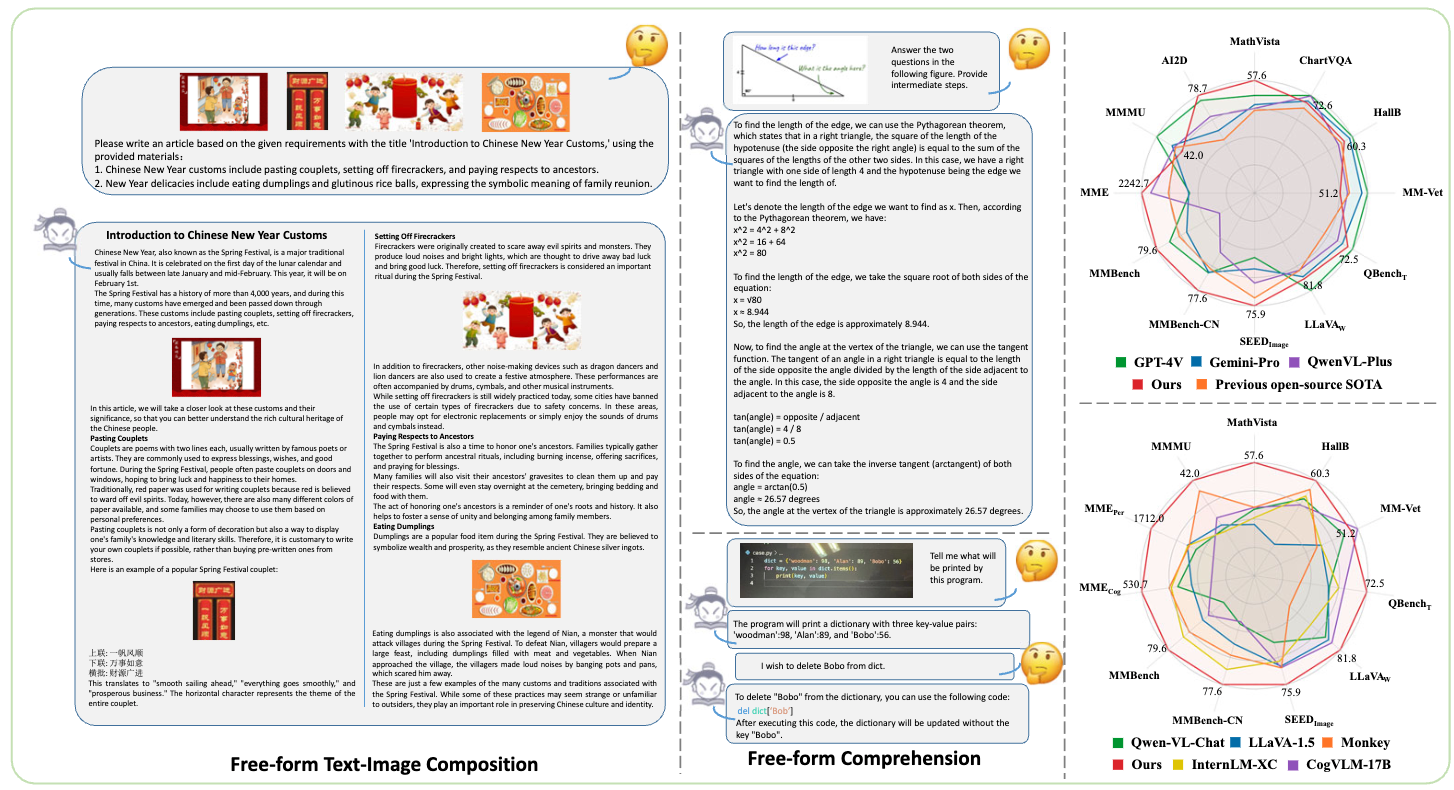 Please write an article based on the given requirements with the title 'Introduction to Chinese New Year Customs,' using the
provided materials：
1. Chinese New Year customs include pasting couplets, setting off firecrackers, and paying respects to ancestors.
2. New Year delicacies include eating dumplings and glutinous rice balls, expressing the symbolic meaning of family reunion.
Introduction to Chinese New Year Customs
Chinese New Year, also known as the Spring Festival, is a major traditional
festival in China. It is celebrated on the first day of the lunar calendar and
usually falls between late January and mid-February. This year, it will be on
February 1st.
The Spring Festival has a history of more than 4,000 years, and during this
time, many customs have emerged and been passed down through
generations. These customs include pasting couplets, setting off firecrackers,
paying respects to ancestors, eating dumplings, etc.
In this article, we will take a closer look at these customs and their
significance, so that you can better understand the rich cultural heritage of
the Chinese people.
Pasting Couplets
Couplets are poems with two lines each, usually written by famous poets or
artists. They are commonly used to express blessings, wishes, and good
fortune. During the Spring Festival, people often paste couplets on doors and
windows, hoping to bring luck and happiness to their homes.
Traditionally, red paper was used for writing couplets because red is believed
to ward off evil spirits. Today, however, there are also many different colors of
paper available, and some families may choose to use them based on
personal preferences.
Pasting couplets is not only a form of decoration but also a way to display
one's family's knowledge and literary skills. Therefore, it is customary to write
your own couplets if possible, rather than buying pre-written ones from
stores.
Here is an example of a popular Spring Festival couplet:
财源广进
一帆风顺
万事如意
上联: 一帆风顺
下联: 万事如意
横批: 财源广进
This translates to "smooth sailing ahead," "everything goes smoothly," and
"prosperous business." The horizontal character represents the theme of the
entire couplet.
Setting Off Firecrackers
Firecrackers were originally created to scare away evil spirits and monsters. They
produce loud noises and bright lights, which are thought to drive away bad luck
and bring good luck. Therefore, setting off firecrackers is considered an important
ritual during the Spring Festival.
In addition to firecrackers, other noise-making devices such as dragon dancers and
lion dancers are also used to create a festive atmosphere. These performances are
often accompanied by drums, cymbals, and other musical instruments.
While setting off firecrackers is still widely practiced today, some cities have banned
the use of certain types of firecrackers due to safety concerns. In these areas,
people may opt for electronic replacements or simply enjoy the sounds of drums
and cymbals instead.
Paying Respects to Ancestors
The Spring Festival is also a time to honor one's ancestors. Families typically gather
together to perform ancestral rituals, including burning incense, offering sacrifices,
and praying for blessings.
Many families will also visit their ancestors' gravesites to clean them up and pay
their respects. Some will even stay overnight at the cemetery, bringing bedding and
food with them.
The act of honoring one's ancestors is a reminder of one's roots and history. It also
helps to foster a sense of unity and belonging among family members.
Eating Dumplings
Dumplings are a popular food item during the Spring Festival. They are believed to
symbolize wealth and prosperity, as they resemble ancient Chinese silver ingots.
Eating dumplings is also associated with the legend of Nian, a monster that would
attack villages during the Spring Festival. To defeat Nian, villagers would prepare a
large feast, including dumplings filled with meat and vegetables. When Nian
approached the village, the villagers made loud noises by banging pots and pans,
which scared him away.
These are just a few examples of the many customs and traditions associated with
the Spring Festival. While some of these practices may seem strange or unfamiliar
to outsiders, they play an important role in preserving Chinese culture and identity.
Free-form Text-Image Composition
How long is this edge?
What is the angle here?
Answer the two
questions in the
following figure. Provide
intermediate steps.
To find the length of the edge, we can use the Pythagorean theorem,
which states that in a right triangle, the square of the length of the
hypotenuse (the side opposite the right angle) is equal to the sum of the
squares of the lengths of the other two sides. In this case, we have a right
triangle with one side of length 4 and the hypotenuse being the edge we
want to find the length of.
Let's denote the length of the edge we want to find as x. Then, according
to the Pythagorean theorem, we have:
x^2 = 4^2 + 8^2
x^2 = 16 + 64
x^2 = 80
To find the length of the edge, we take the square root of both sides of the
equation:
x = √80
x ≈ 8.944
So, the length of the edge is approximately 8.944.
Now, to find the angle at the vertex of the triangle, we can use the tangent
function. The tangent of an angle in a right triangle is equal to the length
of the side opposite the angle divided by the length of the side adjacent to
the angle. In this case, the side opposite the angle is 4 and the side
adjacent to the angle is 8.
tan(angle) = opposite / adjacent
tan(angle) = 4 / 8
tan(angle) = 0.5
To find the angle, we can take the inverse tangent (arctangent) of both
sides of the equation:
angle = arctan(0.5)
angle ≈ 26.57 degrees
So, the angle at the vertex of the triangle is approximately 26.57 degrees.
case.py > ...
1 dict = {'woodman': 98, 'Alan': 89, 'Bobo': 56}
2 for key, value in dict.items():
3 print(key, value)
4
Tell me what will
be printed by
this program.
The program will print a dictionary with three key-value pairs:
'woodman':98, 'Alan':89, and 'Bobo':56.
I wish to delete Bobo from dict.
To delete "Bobo" from the dictionary, you can use the following code:
del dict['Bob']
After executing this code, the dictionary will be updated without the
key "Bobo".
Free-form Comprehension
MathVista
57.6
ChartVQA
72.6
HallB
60.3
MM-Vet
51.2
QBenchT
72.5
LLaVAW
81.8
SEEDImage
75.9
MMBench-CN
77.6
MMBench
79.6
MME
2242.7
MMMU
42.0
AI2D
78.7
GPT-4V
Gemini-Pro
QwenVL-Plus
Ours
Previous open-source SOTA
MathVista
57.6
HallB
60.3
MM-Vet
51.2
QBenchT
72.5
LLaVAW
81.8
SEEDImage
75.9
MMBench-CN
77.6
MMBench
79.6
MMECog
530.7
MMEPer
1712.0
MMMU
42.0
Qwen-VL-Chat
LLaVA-1.5
Monkey
Ours
InternLM-XC
CogVLM-17B